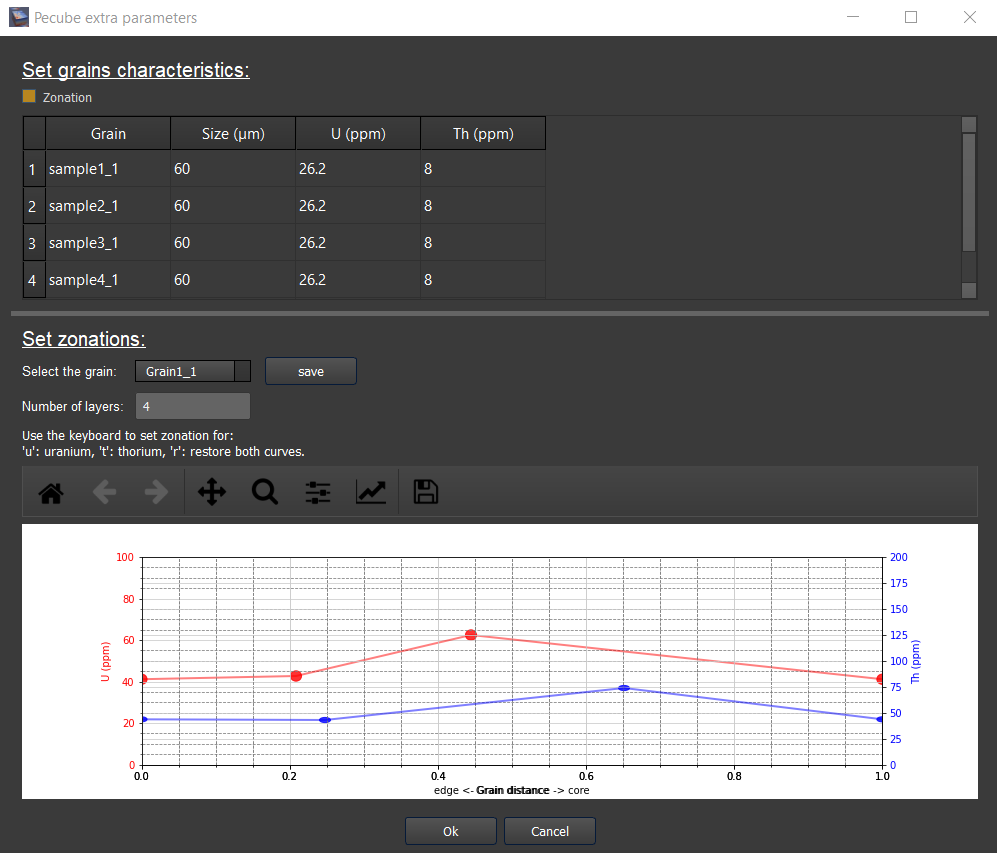 Pecube extra parameters
Set grains characteristics:
Zonation
Grain Size (µm) U (ppm) Th (ppm)
1 sample1_1 60 26.2 8
2 sample2_1 60 26.2 8
3 sample3_1 60 26.2 8
4 sample4_1 60 26.2 8
Set zonations:
Select the grain: Grain1_1 save
Number of layers: 4
Use the keyboard to set zonation for:
'u': uranium, 't': thorium, 'r': restore both curves.
100 200
175
80
150
60 125
U (ppm) Th (ppm)
100
40
75
20 50
25
0 0
0.0 0.2 0.4 0.6 0.8 1.0
edge <- Grain distance -> core
Ok Cancel